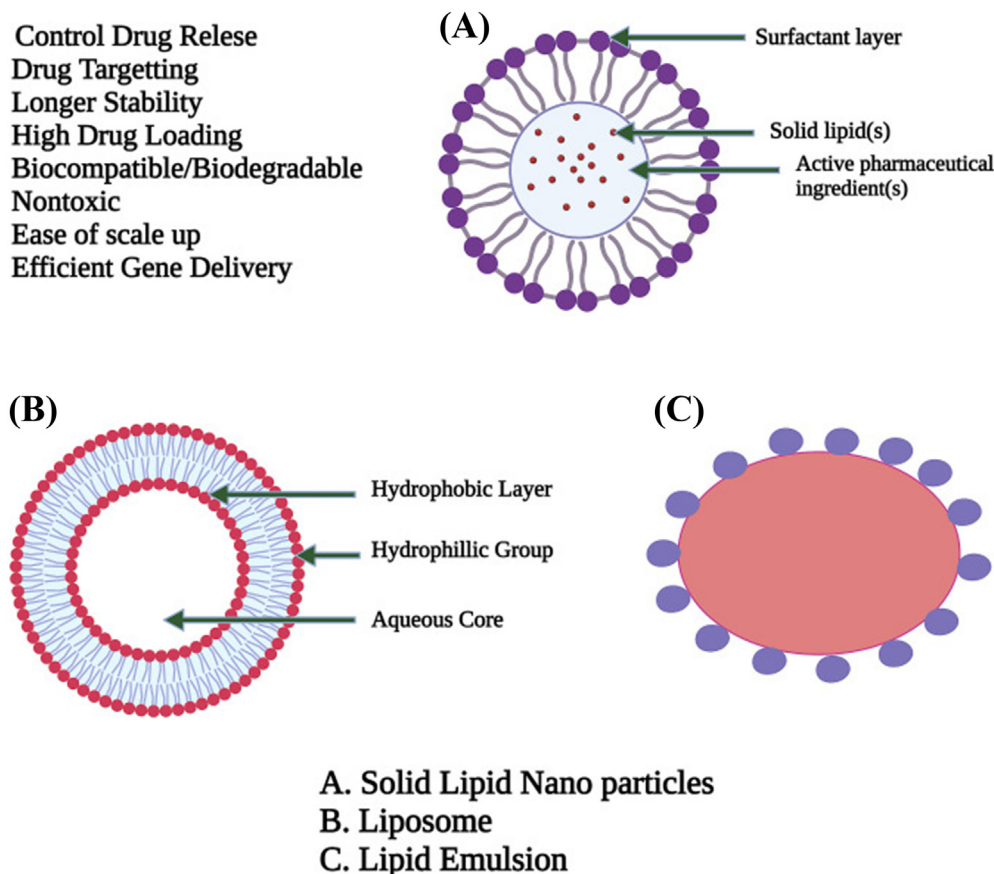 Control Drug Relese
Drug Targetting
Longer Stability
High Drug Loading
Biocompatible/Biodegradable
Nontoxic
Ease of scale up
Efficient Gene Delivery
(A)
Surfactant layer
Solid lipid(s)
Active pharmaceutical
ingredient(s)
(B)
Hydrophobic Layer
Hydrophillic Group
Aqueous Core
(C)
A. Solid Lipid Nano particles
B. Liposome
C. Lipid Emulsion